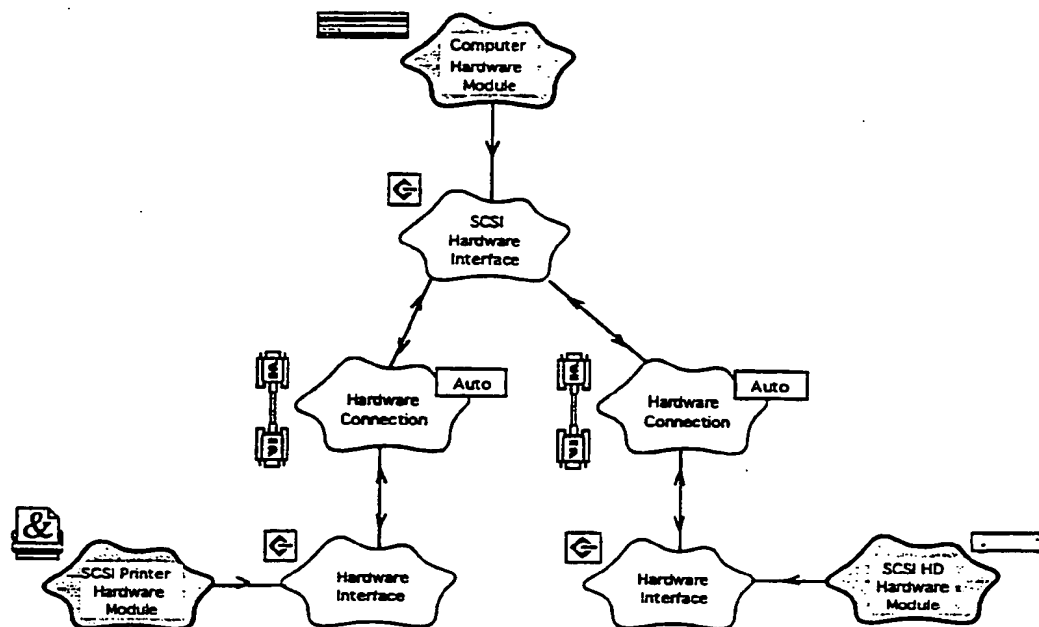 Computer
Hardware
Module
SCSI
Hardware
Interface
Auto
Hardware
Connection
Auto
Hardware
Connection
&
SCSI Printer
Hardware
Module
Hardware
Interface
Hardware
Interface
SCSI HD
Hardware
Module